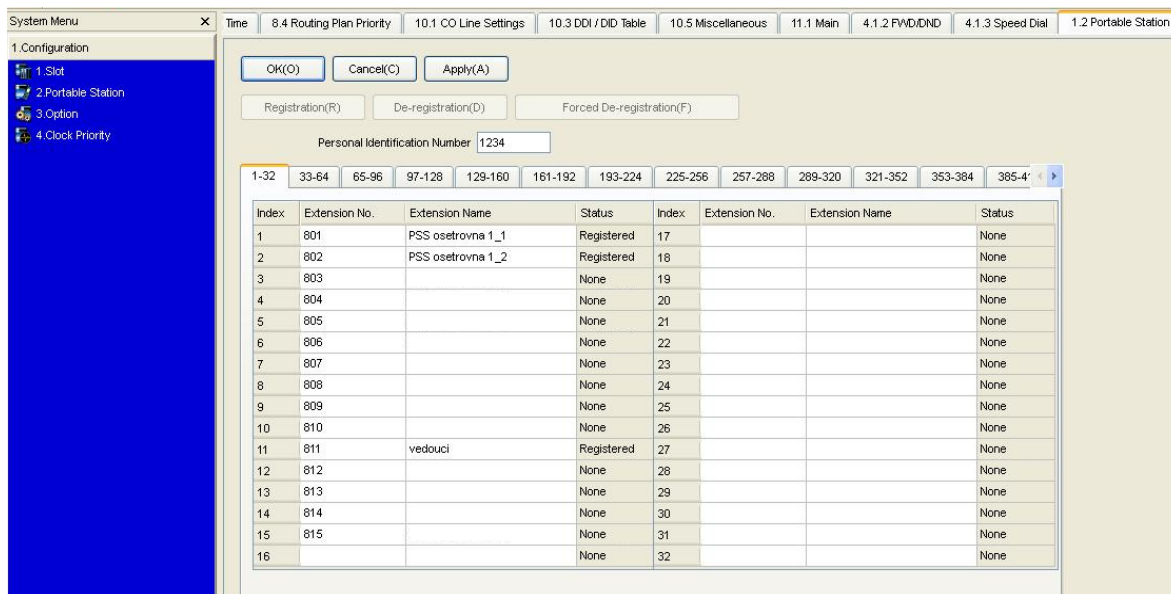 System Menu X Time 8.4 Routing Plan Priority 10.1 CO Line Settings 10.3 DDI / DID Table 10.5 Miscellaneous 11.1 Main 4.1.2 FWD/DND 4.1.3 Speed Dial 1.2 Portable Station
1.Configuration
1.Slot
2.Portable Station
3.Option
4.Clock Priority
OK(O) Cancel(C) Apply(A)
Registration(R) De-registration(D) Forced De-registration(F)
Personal Identification Number 1234
1-32 33-64 65-96 97-128 129-160 161-192 193-224 225-256 257-288 289-320 321-352 353-384
Index Extension No. Extension Name Status Index Extension No. Extension Name Status
1 801 PSS osetrovna 1_1 Registered 17 None
2 802 PSS osetrovna 1_2 Registered 18 None
3 803 None 19 None
4 804 None 20 None
5 805 None 21 None
6 806 None 22 None
7 807 None 23 None
8 808 None 24 None
9 809 None 25 None
10 810 None 26 None
11 811 vedouci Registered 27 None
12 812 None 28 None
13 813 None 29 None
14 814 None 30 None
15 815 None 31 None
16 None 32 None